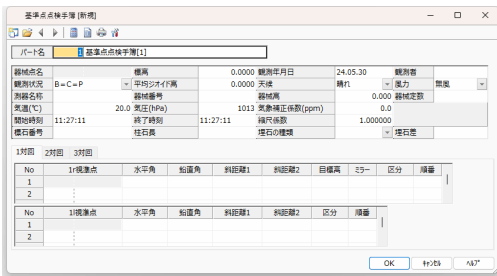 基準点点検手簿 [新規]
パート名 1 基準点点検手簿[1]
器械点名 標高 0.0000 観測年月日 24.05.30 観測者
観測状況 B=C=P 平均ジオイド高 0.0000 天候 晴れ 風力 無風
測器名称 器械番号 器械高 0.000 器械定数
気温(℃) 20.0 気圧(hPa) 1013 気象補正係数(ppm) 0.0
開始時刻 11:27:11 終了時刻 11:27:11 縮尺係数 1.000000
標石番号 柱石長 埋石の種類 埋石差
1対回 2対回 3対回
No 1r視準点 水平角 鉛直角 斜距離1 斜距離2 目標高 ミラー 区分 順番
1
2
No 1l視準点 水平角 鉛直角 斜距離1 斜距離2 区分 順番
1
2
OK ｷｬﾝｾﾙ ﾍﾙﾌﾟ